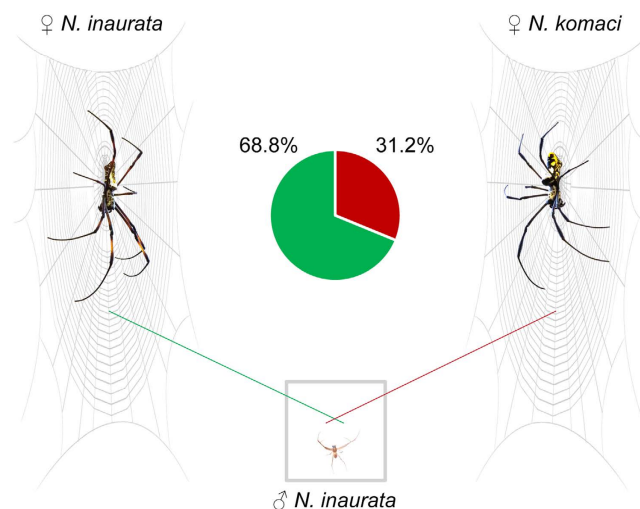 ♀ N. inaurata
♀ N. komaci
68.8%
31.2%
♂ N. inaurata